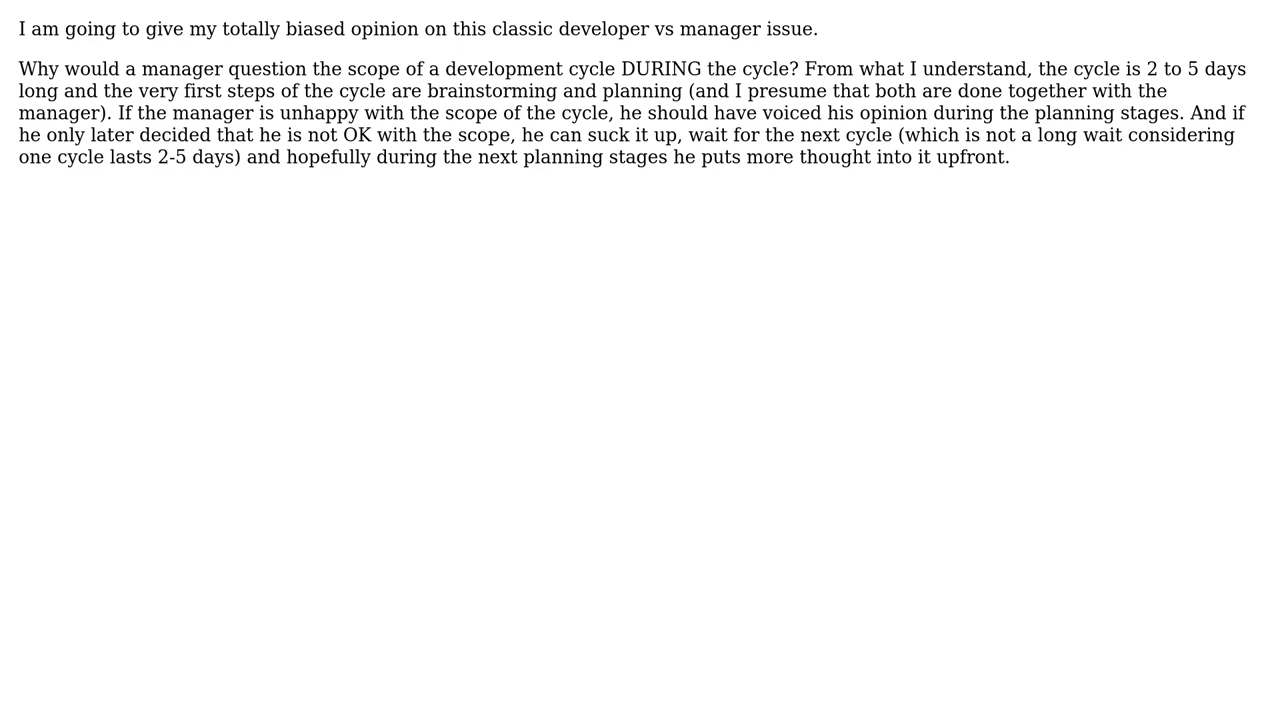 I am going to give my totally biased opinion on this classic developer vs manager issue.
Why would a manager question the scope of a development cycle DURING the cycle? From what I understand, the cycle is 2 to 5 days
long and the very first steps of the cycle are brainstorming and planning (and I presume that both are done together with the
manager). If the manager is unhappy with the scope of the cycle, he should have voiced his opinion during the planning stages. And if
he only later decided that he is not OK with the scope, he can suck it up, wait for the next cycle (which is not a long wait considering
one cycle lasts 2-5 days) and hopefully during the next planning stages he puts more thought into it upfront.